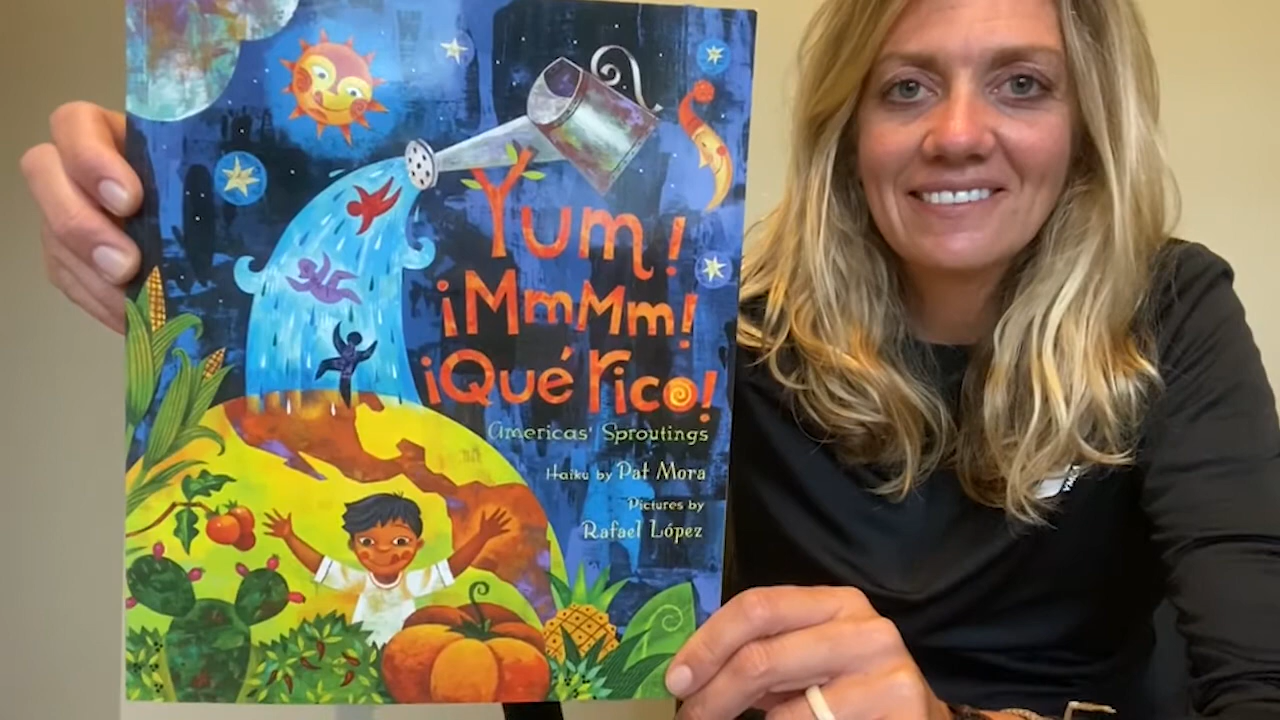 Yum!
¡MmMm!
¡Qué rico!
Americas' Sproutings
Haiku by Pat Mora
Pictures by
Rafael López